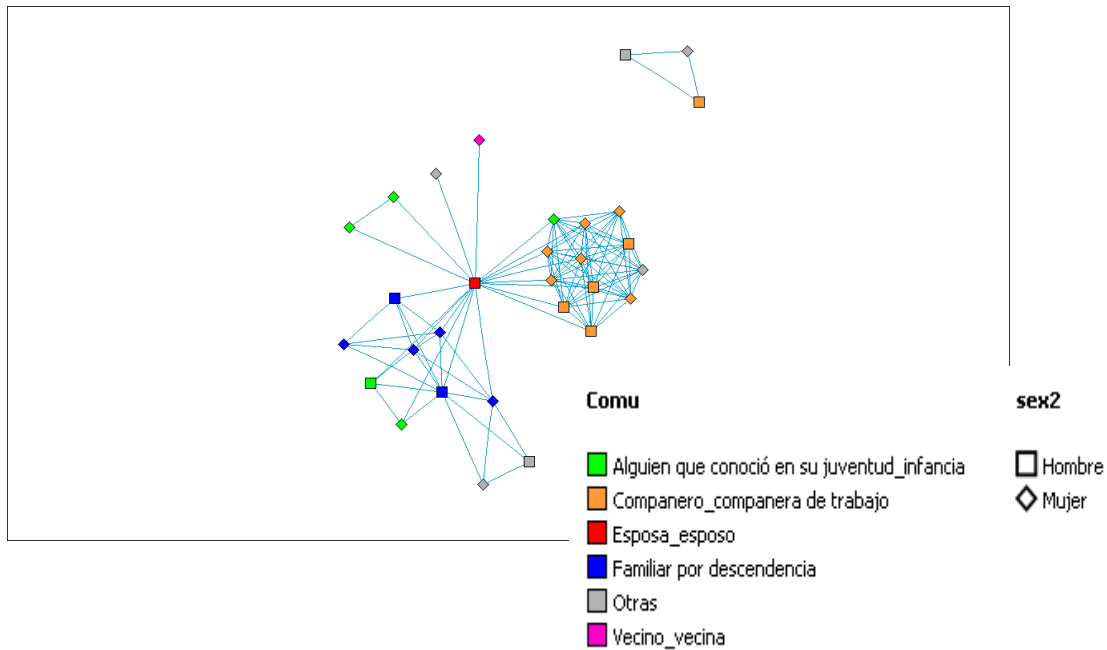 Comu
Alguien que conoció en su juventud_infancia
Companero_companera de trabajo
Esposa_esposo
Familiar por descendencia
Otras
Vecino_vecina
sex2
Hombre
Mujer